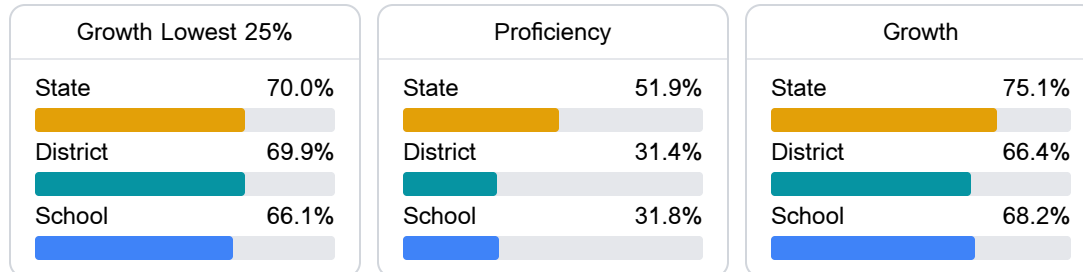 Growth Lowest 25%
State 70.0%
District 69.9%
School 66.1%
Proficiency
State 51.9%
District 31.4%
School 31.8%
Growth
State 75.1%
District 66.4%
School 68.2%